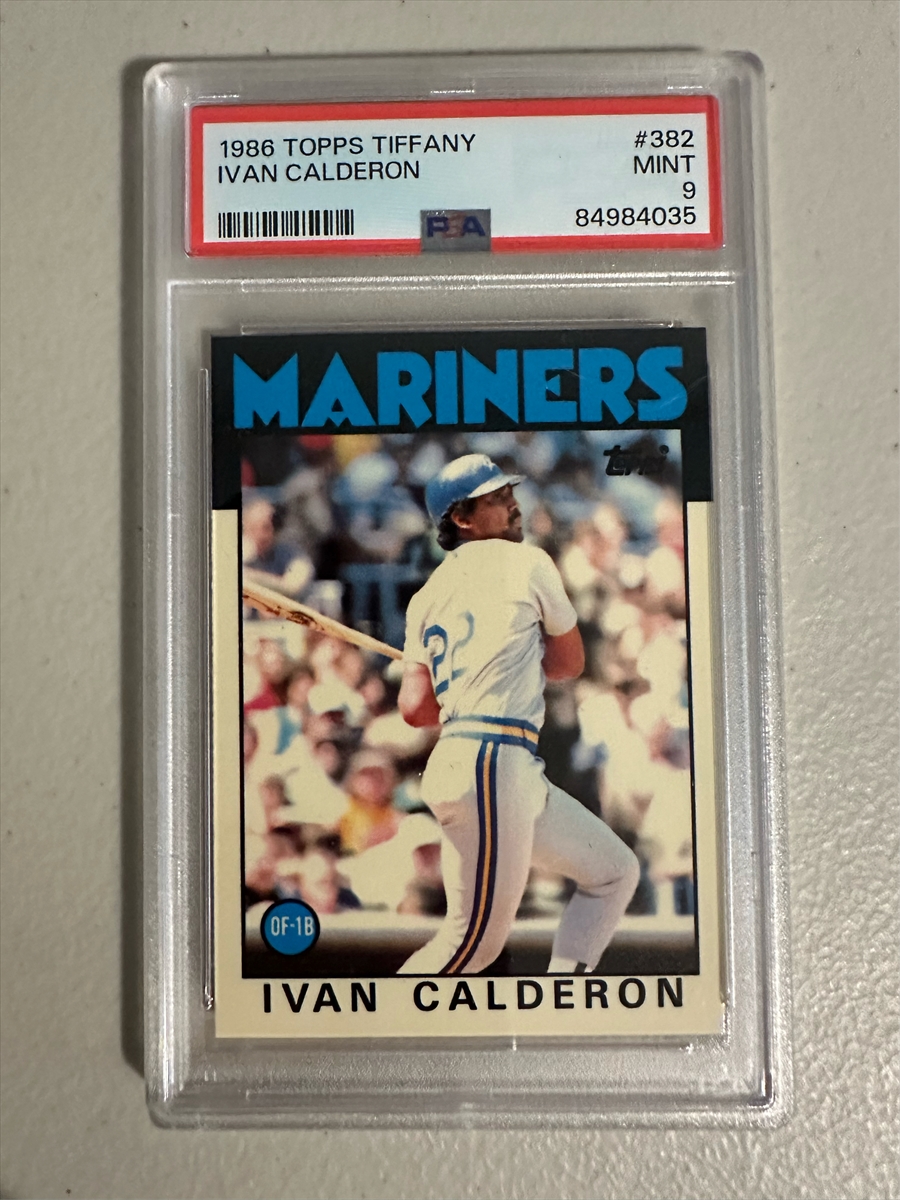 1986 TOPPS TIFFANY #382
IVAN CALDERON MINT
9
84984035
PSA
MARINERS
topps
22
OF-1B
IVAN CALDERON